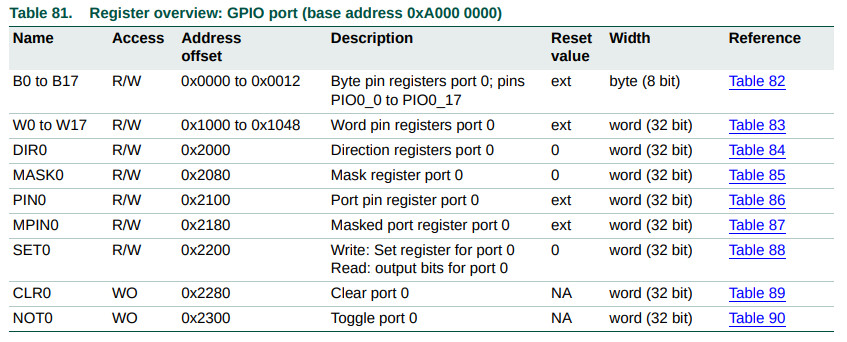 Table 81. Register overview: GPIO port (base address 0xA000 0000)
Name Access Address offset Description Reset value Width Reference
B0 to B17 R/W 0x0000 to 0x0012 Byte pin registers port 0; pins PIO0_0 to PIO0_17 ext byte (8 bit) Table 82
W0 to W17 R/W 0x1000 to 0x1048 Word pin registers port 0 ext word (32 bit) Table 83
DIR0 R/W 0x2000 Direction registers port 0 0 word (32 bit) Table 84
MASK0 R/W 0x2080 Mask register port 0 0 word (32 bit) Table 85
PIN0 R/W 0x2100 Port pin register port 0 ext word (32 bit) Table 86
MPIN0 R/W 0x2180 Masked port register port 0 ext word (32 bit) Table 87
SET0 R/W 0x2200 Write: Set register for port 0 Read: output bits for port 0 0 word (32 bit) Table 88
CLR0 WO 0x2280 Clear port 0 NA word (32 bit) Table 89
NOT0 WO 0x2300 Toggle port 0 NA word (32 bit) Table 90